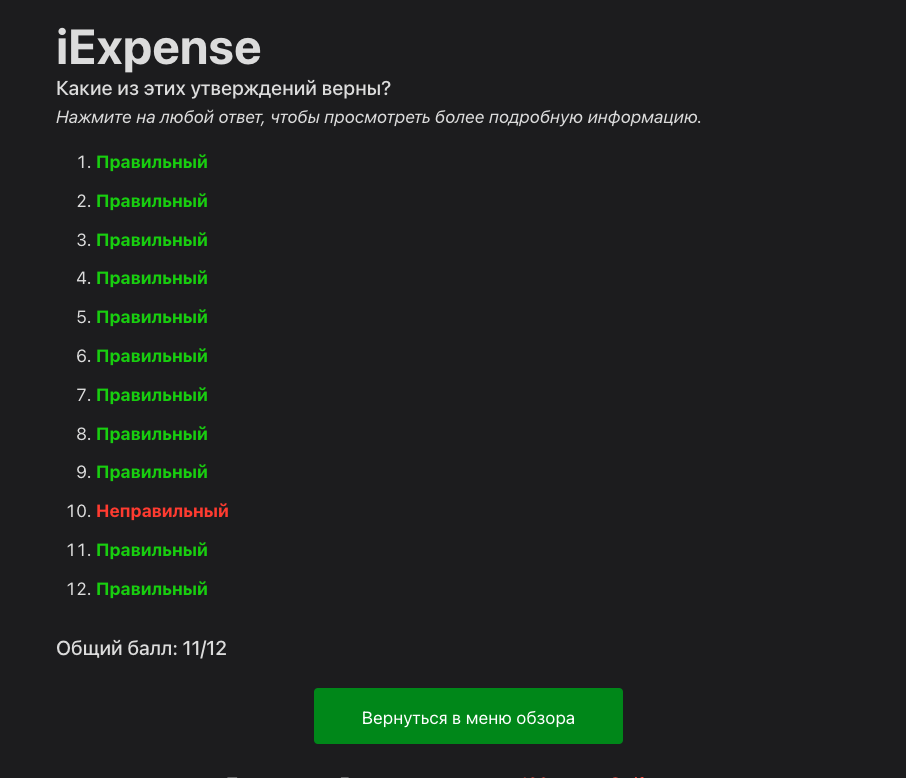 iExpense
Какие из этих утверждений верны?
Нажмите на любой ответ, чтобы просмотреть более подробную информацию.
1. Правильный
2. Правильный
3. Правильный
4. Правильный
5. Правильный
6. Правильный
7. Правильный
8. Правильный
9. Правильный
10. Неправильный
11. Правильный
12. Правильный
Общий балл: 11/12
Вернуться в меню обзора